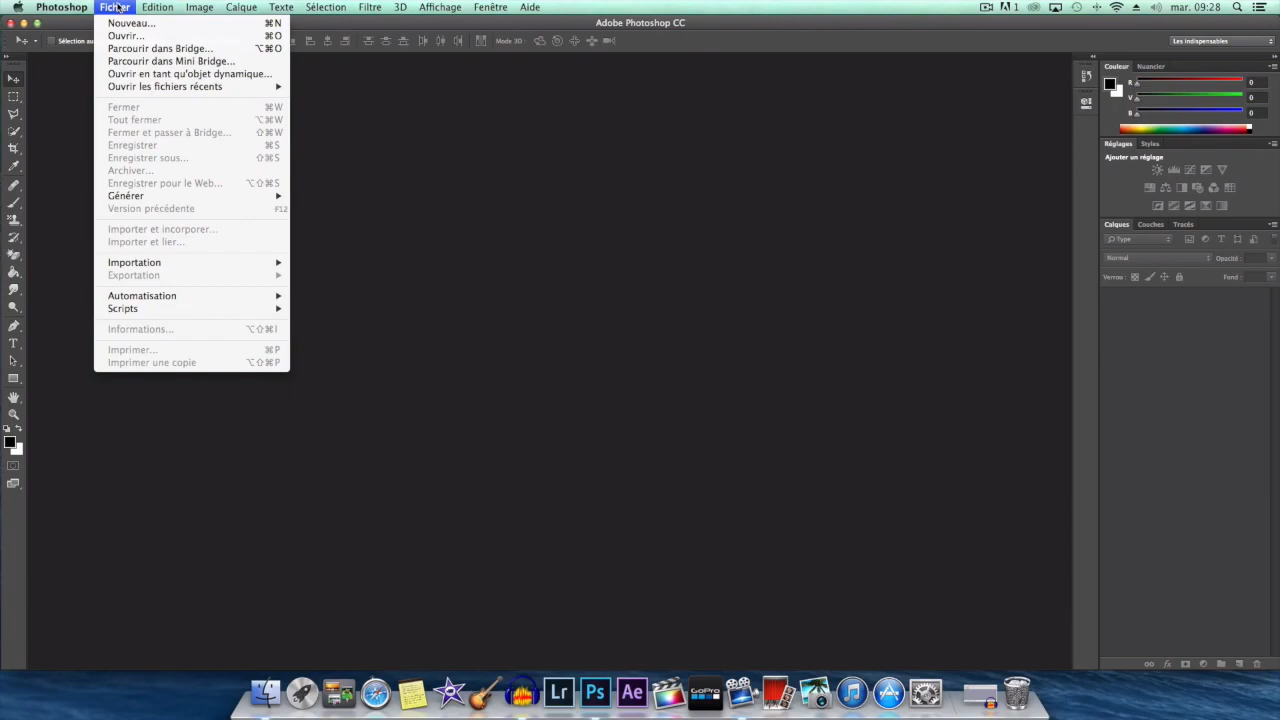 Photoshop Fichier Edition Image Calque Texte Sélection Filtre 3D Affichage Fenêtre Aide 1 mar. 09:28
Adobe Photoshop CC
Sélection au Mode 3D : Les indispensables
Nouveau... ⌘N
Ouvrir... ⌘O
Parcourir dans Bridge... ⌥⌘O
Parcourir dans Mini Bridge...
Ouvrir en tant qu'objet dynamique...
Ouvrir les fichiers récents
Fermer ⌘W
Tout fermer ⌥⌘W
Fermer et passer à Bridge... ⇧⌘W
Enregistrer ⌘S
Enregistrer sous... ⇧⌘S
Archiver...
Enregistrer pour le Web... ⌥⇧⌘S
Générer
Version précédente F12
Importer et incorporer...
Importer et lier...
Importation
Exportation
Automatisation
Scripts
Informations... ⌥⇧⌘I
Imprimer... ⌘P
Imprimer une copie ⌥⇧⌘P
Couleur Nuancier
R 0
V 0
B 0
Réglages Styles
Ajouter un réglage
Calques Couches Tracés
Type
Normal Opacité :
Verrou : Fond :
Lr Ps Ae GoPro